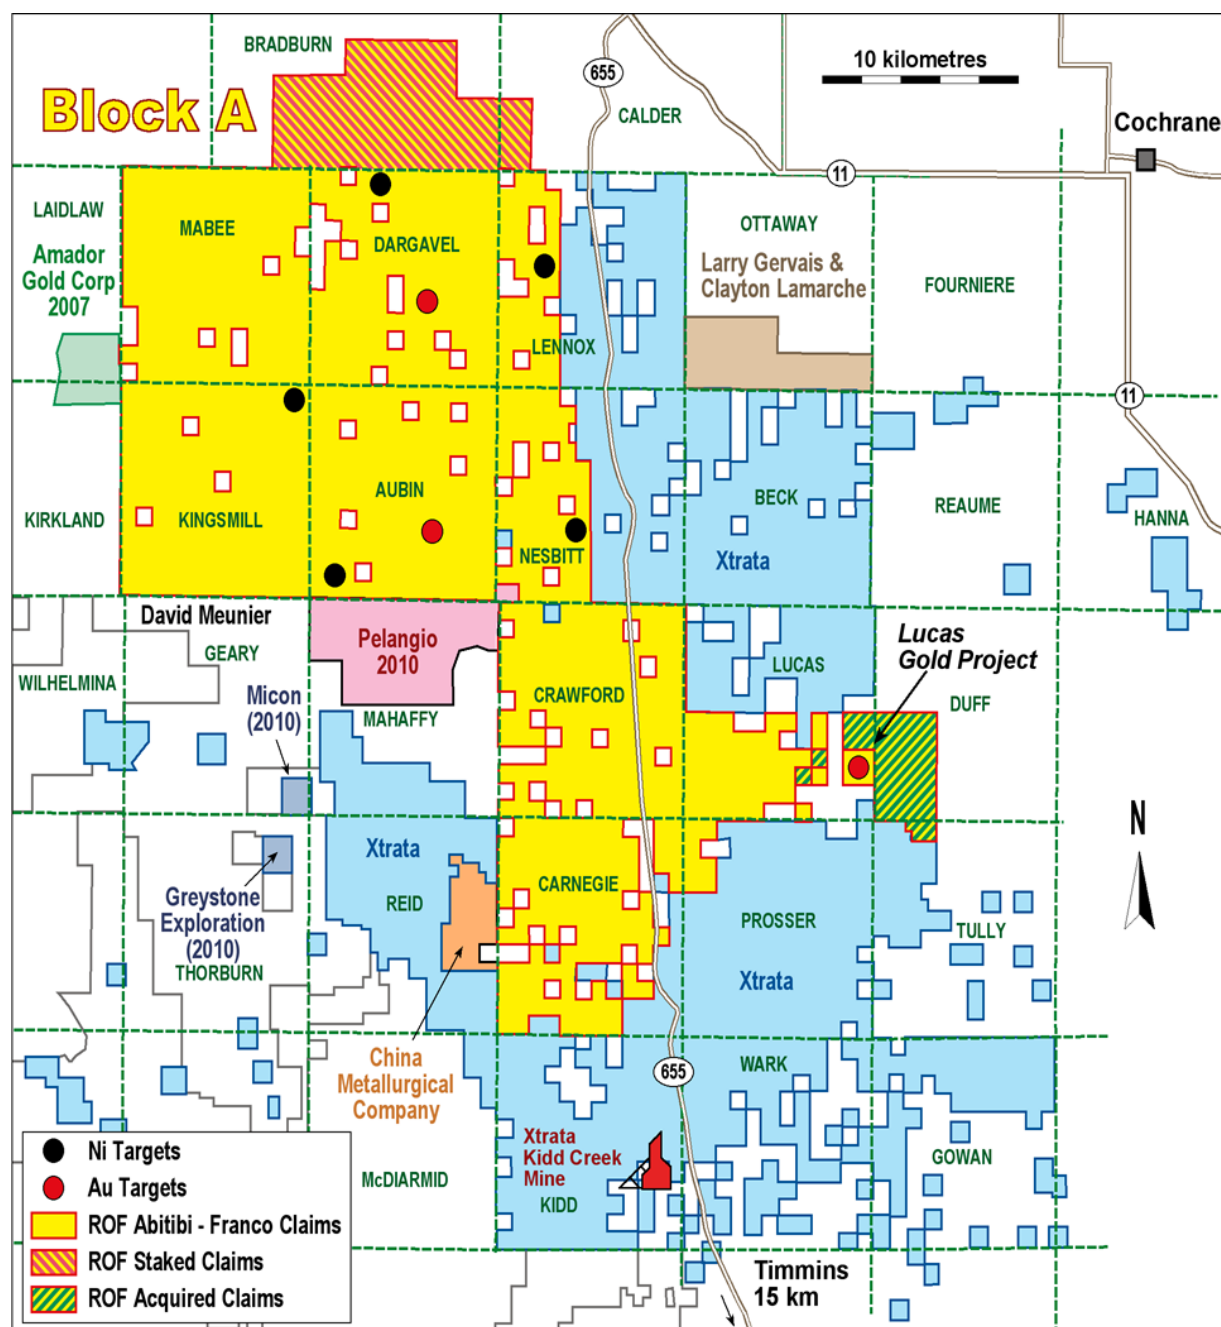 BRADBURN
655
10 kilometres
Block A
CALDER
Cochrane
11
LAIDLAW
MABEE
DARGAVEL
OTTAWAY
Amador
Gold Corp
2007
Larry Gervais &
Clayton Lamarche
FOURNIERE
LENNOX
11
KIRKLAND
KINGSMILL
AUBIN
NESBITT
BECK
REAUME
HANNA
Xtrata
David Meunier
GEARY
Pelangio
2010
Lucas
Gold Project
WILHELMINA
LUCAS
CRAWFORD
DUFF
Micon
(2010)
MAHAFFY
N
Xtrata
REID
CARNEGIE
Greystone
Exploration
(2010)
PROSSER
TULLY
THORBURN
Xtrata
China
Metallurgical
Company
655
WARK
Xtrata
Kidd Creek
Mine
KIDD
McDIARMID
GOWAN
Ni Targets
Au Targets
ROF Abitibi - Franco Claims
ROF Staked Claims
ROF Acquired Claims
Timmins
15 km